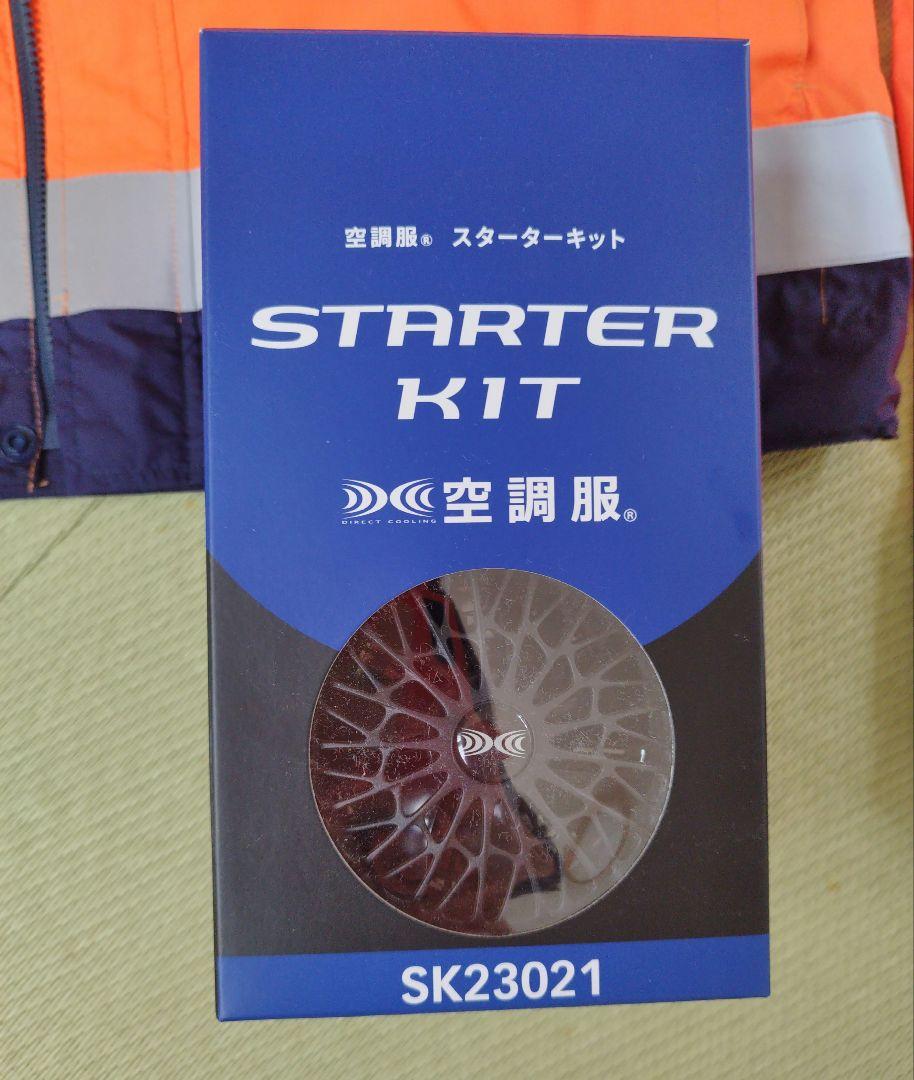 空調服® スターターキット
STARTER
KIT
空調服®
DIRECT COOLING
SK23021